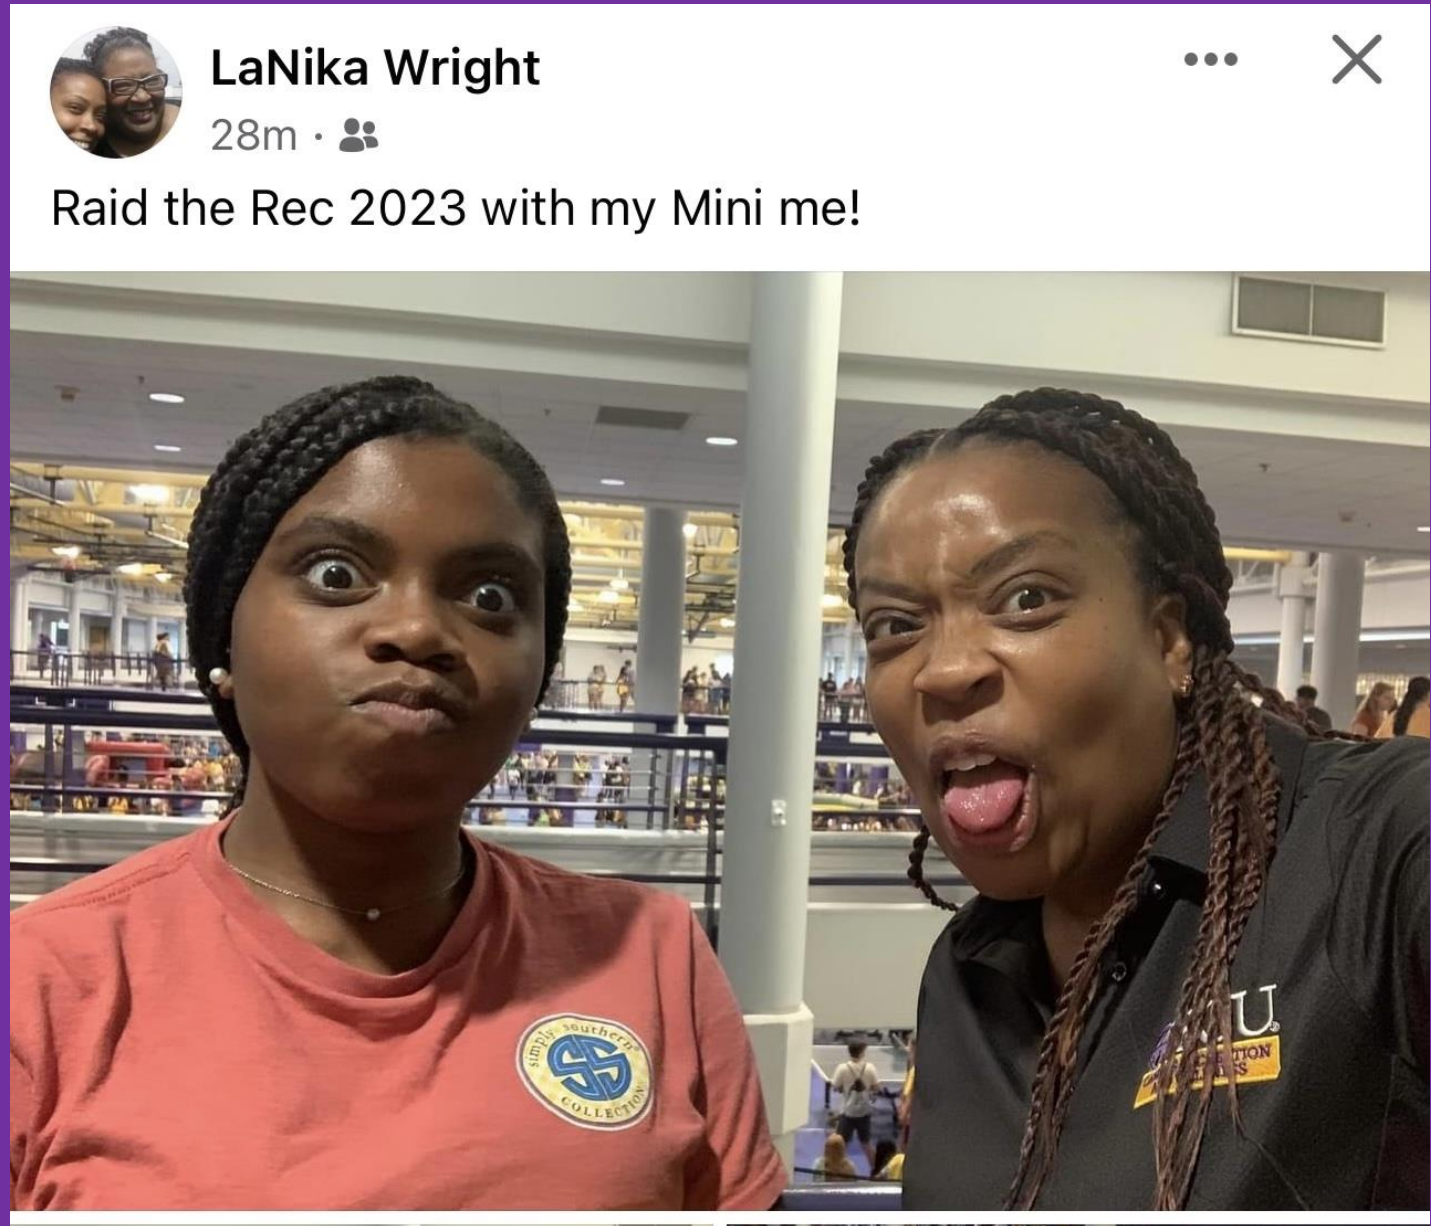 LaNika Wright
28m
Raid the Rec 2023 with my Mini me!
simply southern
SS
COLLECTION
U